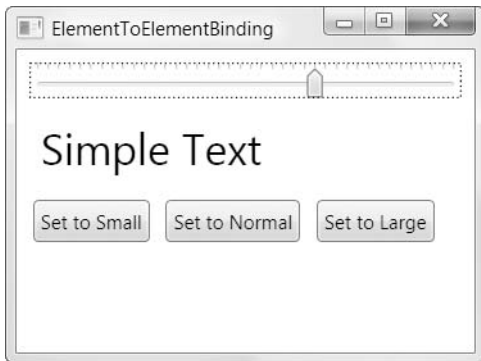 ElementToElementBinding
Simple Text
Set to Small Set to Normal Set to Large